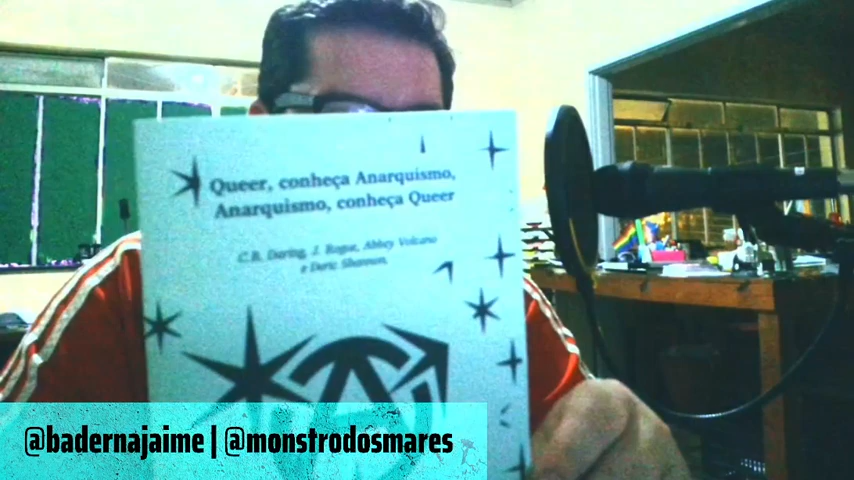 Queer, conheça Anarquismo,
Anarquismo, conheça Queer
C.B. Daring, J. Rogue, Abbey Volcano
e Deric Shannon.
@badernajaime | @monstrodosmares